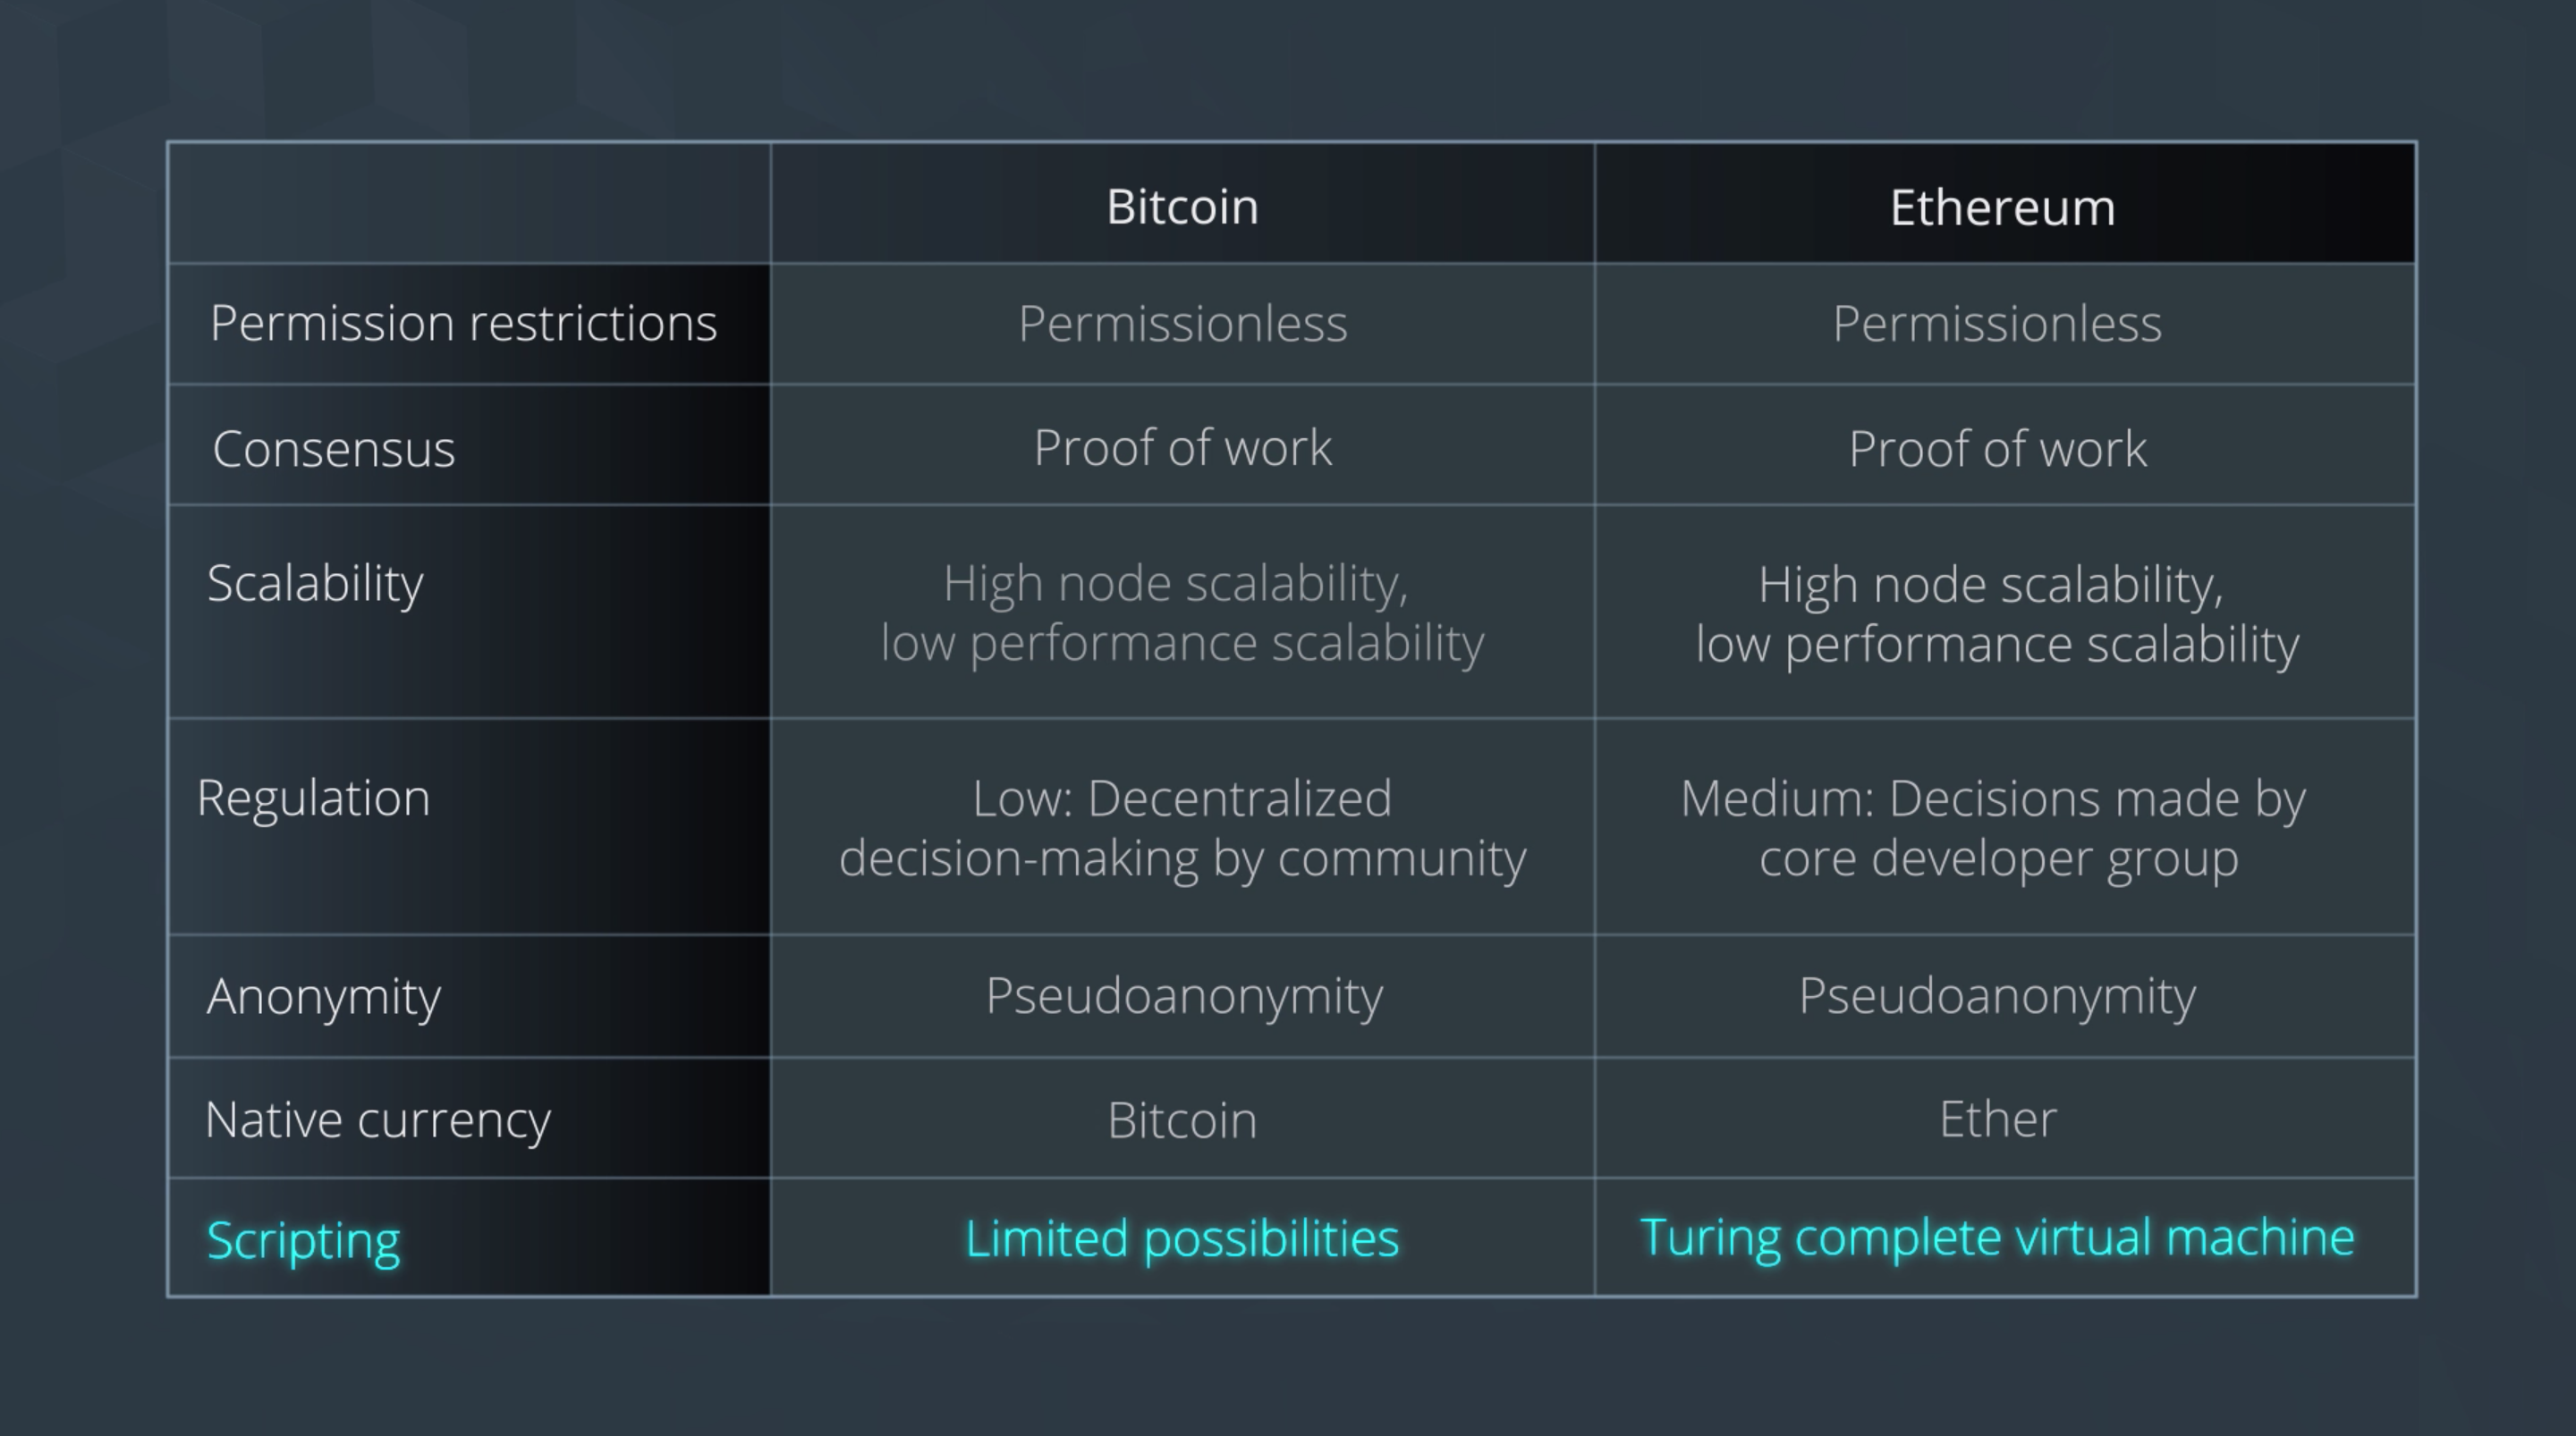 Bitcoin
Ethereum
Permission restrictions
Permissionless
Permissionless
Consensus
Proof of work
Proof of work
Scalability
High node scalability,
low performance scalability
High node scalability,
low performance scalability
Regulation
Low: Decentralized
decision-making by community
Medium: Decisions made by
core developer group
Anonymity
Pseudoanonymity
Pseudoanonymity
Native currency
Bitcoin
Ether
Scripting
Limited possibilities
Turing complete virtual machine